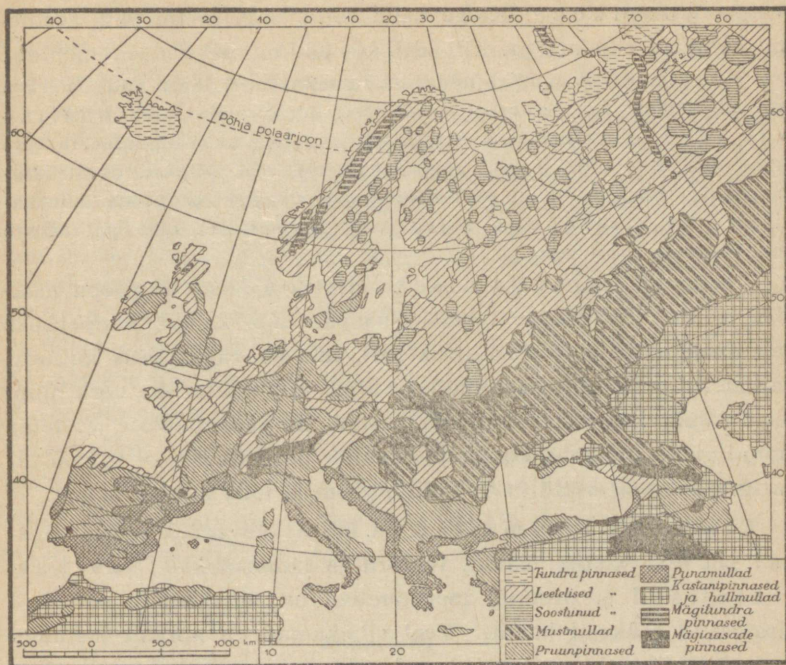 40 30 20 10 0 10 20 30 40 50 60 70 80
60
50
40
60
50
40
Põhja polaarjoon
Tundra pinnased
Leetelised "
Soostunud "
Mustmullad
Pruunpinnased
Punamullad
Kastanipinnased
ja hallmullad
Mägitundra
pinnased
Mägiaasade
pinnased
500 0 500 1000 km
10 20